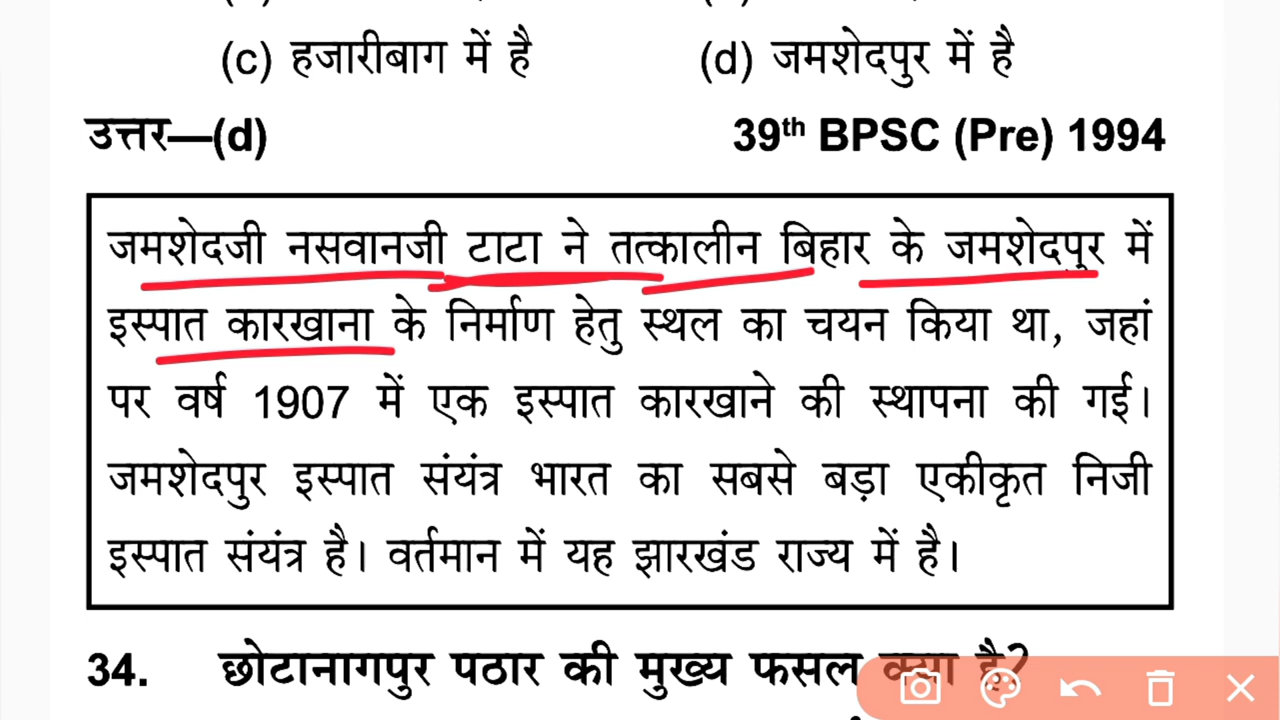 (c) हजारीबाग में है (d) जमशेदपुर में है
उत्तर—(d) 39th BPSC (Pre) 1994
जमशेदजी नसवानजी टाटा ने तत्कालीन बिहार के जमशेदपुर में
इस्पात कारखाना के निर्माण हेतु स्थल का चयन किया था, जहां
पर वर्ष 1907 में एक इस्पात कारखाने की स्थापना की गई।
जमशेदपुर इस्पात संयंत्र भारत का सबसे बड़ा एकीकृत निजी
इस्पात संयंत्र है। वर्तमान में यह झारखंड राज्य में है।
34. छोटानागपुर पठार की मुख्य फसल क्या है?